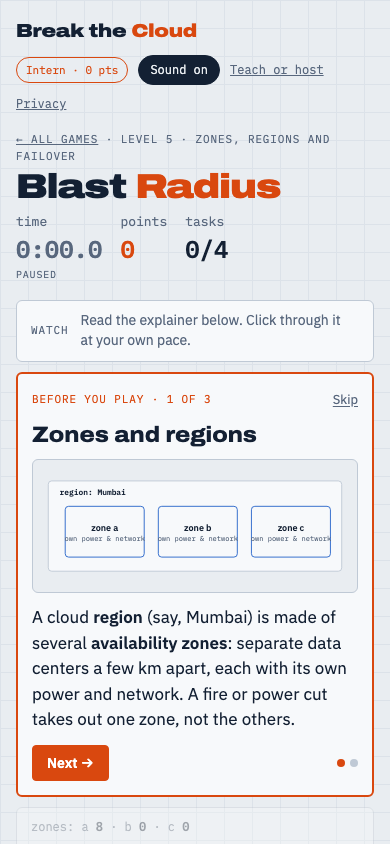 Break the Cloud
Intern · 0 pts
Sound on
Teach or host
Privacy
← ALL GAMES · LEVEL 5 · ZONES, REGIONS AND
FAILOVER
Blast Radius
time points tasks
0:00.0 0 0/4
PAUSED
WATCH
Read the explainer below. Click through it
at your own pace.
BEFORE YOU PLAY · 1 OF 3
Skip
Zones and regions
region: Mumbai
zone a zone b zone c
own power & network own power & network own power & network
A cloud region (say, Mumbai) is made of
several availability zones: separate data
centers a few km apart, each with its own
power and network. A fire or power cut
takes out one zone, not the others.
Next →
zones: a 8 · b 0 · c 0